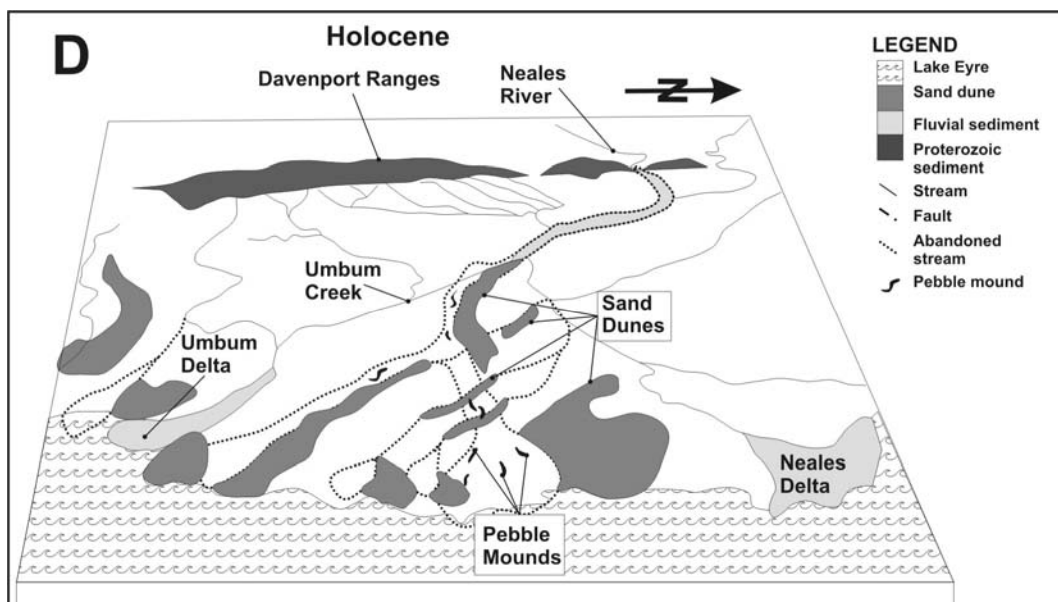 D
Holocene
Davenport Ranges
Neales
River
N
LEGEND
Lake Eyre
Sand dune
Fluvial sediment
Proterozoic
sediment
Stream
Fault
Abandoned
stream
Pebble mound
Umbum
Creek
Sand
Dunes
Umbum
Delta
Neales
Delta
Pebble
Mounds